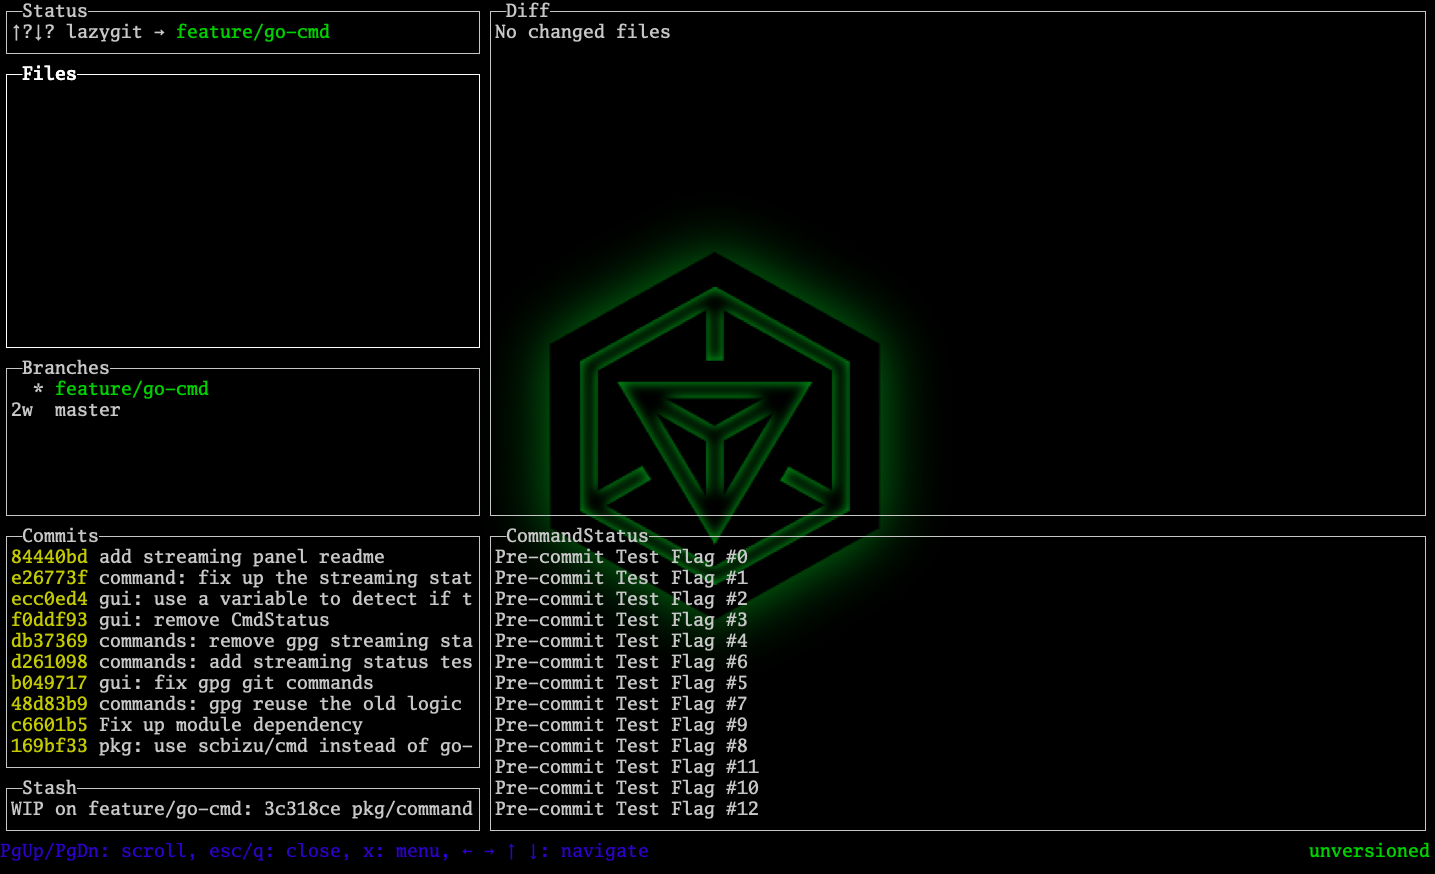 Status
↑?↓? lazygit → feature/go-cmd
Files
Branches
* feature/go-cmd
2w master
Commits
84440bd add streaming panel readme
e26773f command: fix up the streaming stat
ecc0ed4 gui: use a variable to detect if t
f0ddf93 gui: remove CmdStatus
db37369 commands: remove gpg streaming sta
d261098 commands: add streaming status tes
b049717 gui: fix gpg git commands
48d83b9 commands: gpg reuse the old logic
c6601b5 Fix up module dependency
169bf33 pkg: use scbizu/cmd instead of go-
Stash
WIP on feature/go-cmd: 3c318ce pkg/command
Diff
No changed files
CommandStatus
Pre-commit Test Flag #0
Pre-commit Test Flag #1
Pre-commit Test Flag #2
Pre-commit Test Flag #3
Pre-commit Test Flag #4
Pre-commit Test Flag #6
Pre-commit Test Flag #5
Pre-commit Test Flag #7
Pre-commit Test Flag #9
Pre-commit Test Flag #8
Pre-commit Test Flag #11
Pre-commit Test Flag #10
Pre-commit Test Flag #12
PgUp/PgDn: scroll, esc/q: close, x: menu, ← → ↑ ↓: navigate
unversioned